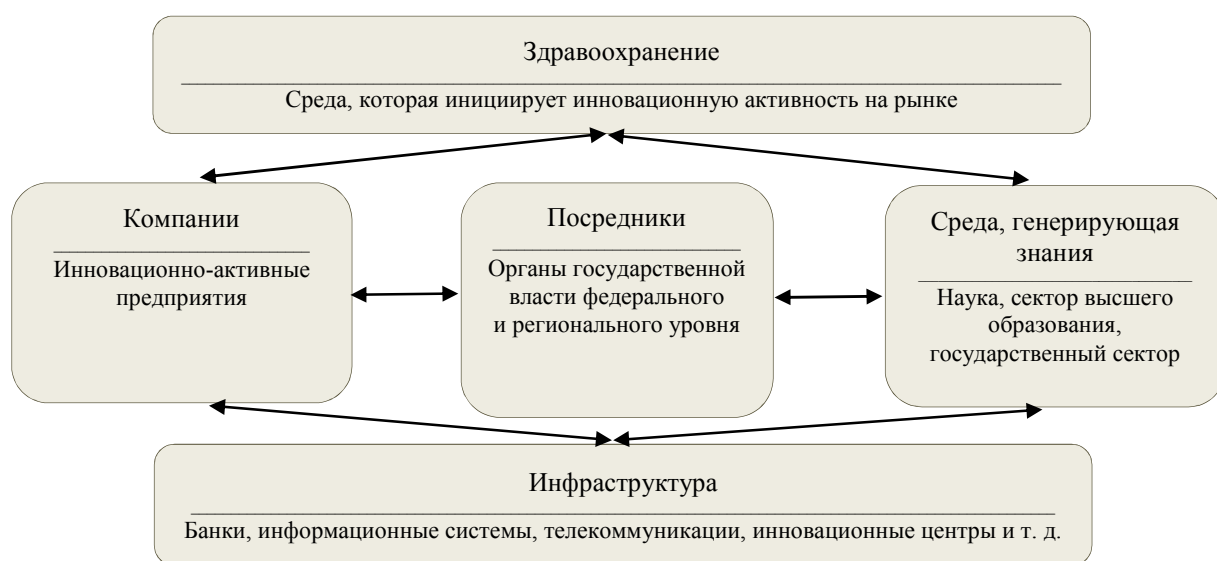 Здравоохранение
Среда, которая инициирует инновационную активность на рынке
Компании
Инновационно-активные
предприятия
Посредники
Органы государственной
власти федерального
и регионального уровня
Среда, генерирующая
знания
Наука, сектор высшего
образования,
государственный сектор
Инфраструктура
Банки, информационные системы, телекоммуникации, инновационные центры и т. д.